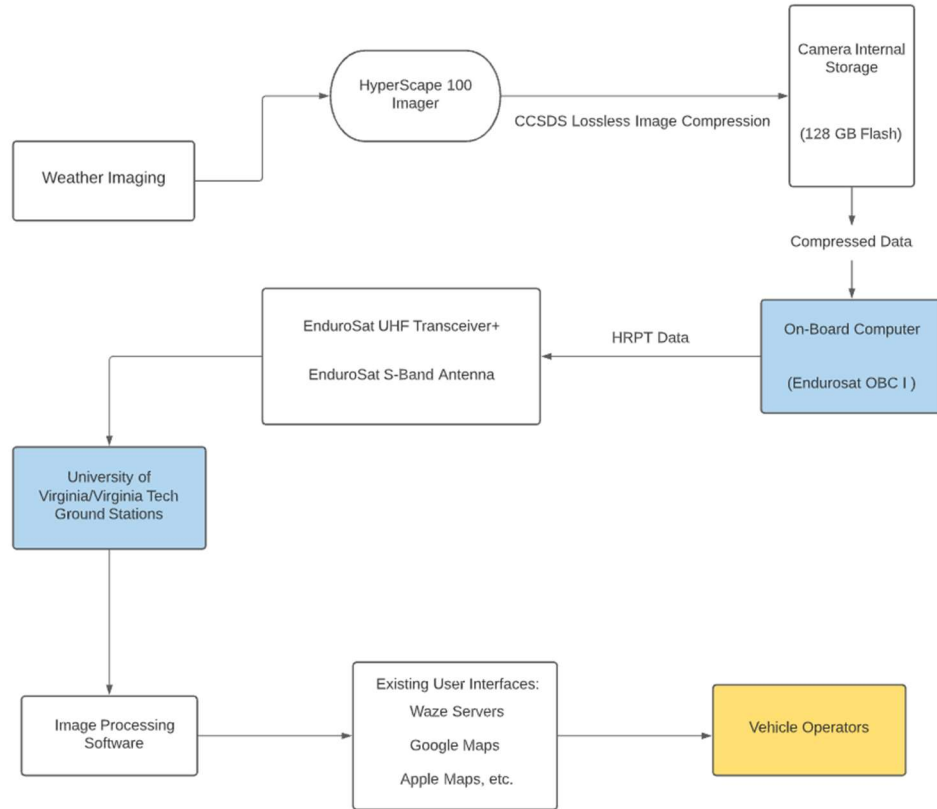 Weather Imaging
HyperScape 100
Imager
CCSDS Lossless Image Compression
Camera Internal
Storage
(128 GB Flash)
Compressed Data
On-Board Computer
(Endurosat OBC I )
HRPT Data
EnduroSat UHF Transceiver+
EnduroSat S-Band Antenna
University of
Virginia/Virginia Tech
Ground Stations
Image Processing
Software
Existing User Interfaces:
Waze Servers
Google Maps
Apple Maps, etc.
Vehicle Operators